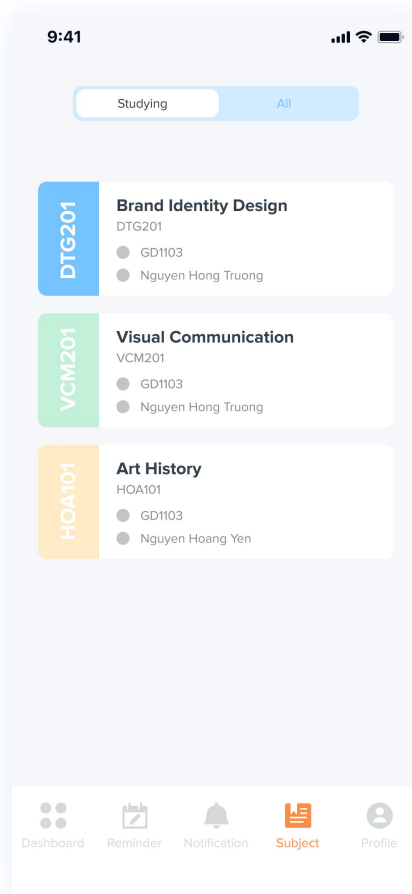 9:41
Studying
All
DTG201
Brand Identity Design
DTG201
GD1103
Nguyen Hong Truong
VCM201
Visual Communication
VCM201
GD1103
Nguyen Hong Truong
HOA101
Art History
HOA101
GD1103
Nguyen Hoang Yen
Dashboard
Reminder
Notification
Subject
Profile